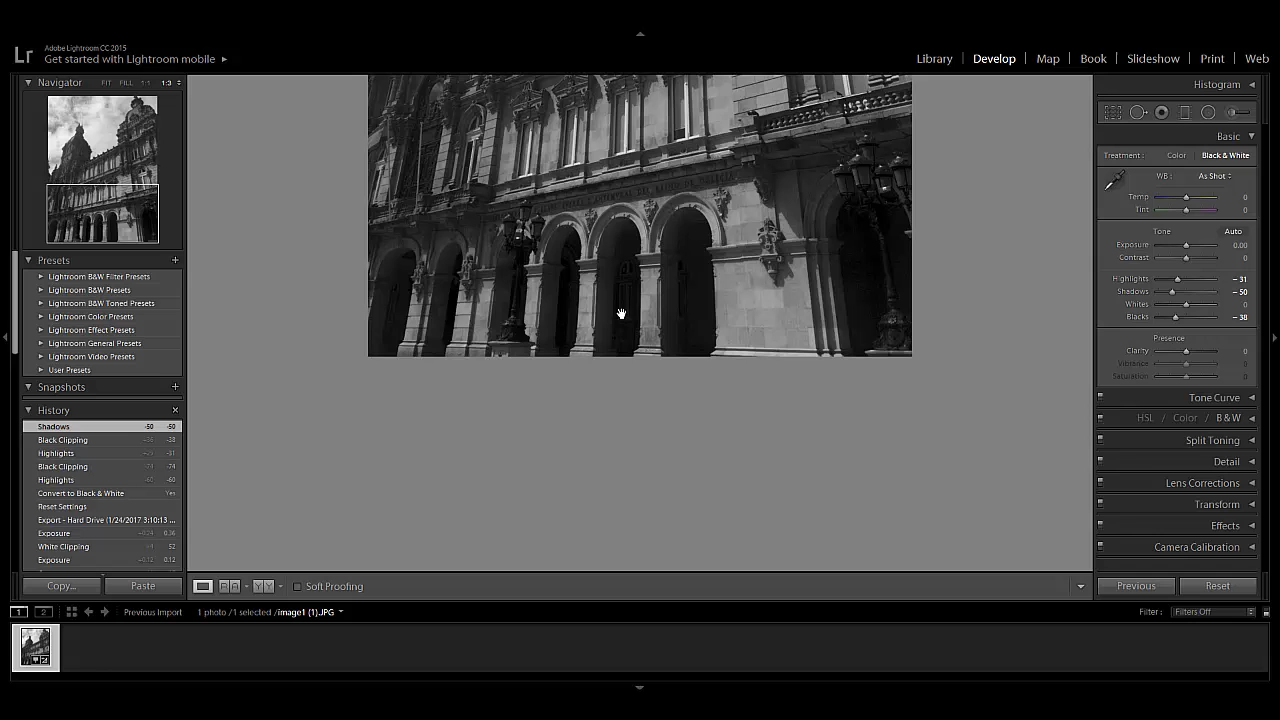 Lr
Adobe Lightroom CC 2015
Get started with Lightroom mobile
Library | Develop | Map | Book | Slideshow | Print | Web
Navigator FIT FILL 1:1 1:3
Presets +
Lightroom B&W Filter Presets
Lightroom B&W Presets
Lightroom B&W Toned Presets
Lightroom Color Presets
Lightroom Effect Presets
Lightroom General Presets
Lightroom Video Presets
User Presets
Snapshots +
History ×
Shadows -50 -50
Black Clipping -38
Highlights -31
Black Clipping -74 -74
Highlights -60 -60
Convert to Black & White Yes
Reset Settings
Export - Hard Drive (1/24/2017 3:10:13 ...
Exposure 0.36
White Clipping 52
Exposure +0.12 0.12
Copy... Paste
Histogram
Basic
Treatment : Color | Black & White
WB : As Shot
Temp 0
Tint 0
Tone Auto
Exposure 0.00
Contrast 0
Highlights – 31
Shadows – 50
Whites 0
Blacks – 38
Presence
Clarity 0
Vibrance 0
Saturation 0
Tone Curve
HSL / Color / B & W
Split Toning
Detail
Lens Corrections
Transform
Effects
Camera Calibration
Soft Proofing
Previous Reset
1 2 Previous Import 1 photo /1 selected /image1 (1).JPG
Filter : Filters Off